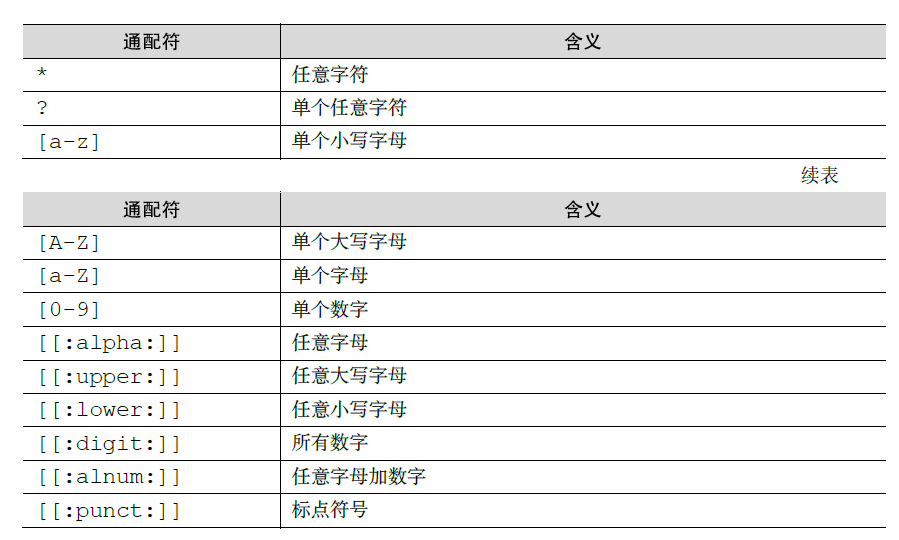 通配符 含义
* 任意字符
? 单个任意字符
[a-z] 单个小写字母
续表
通配符 含义
[A-Z] 单个大写字母
[a-Z] 单个字母
[0-9] 单个数字
[[:alpha:]] 任意字母
[[:upper:]] 任意大写字母
[[:lower:]] 任意小写字母
[[:digit:]] 所有数字
[[:alnum:]] 任意字母加数字
[[:punct:]] 标点符号